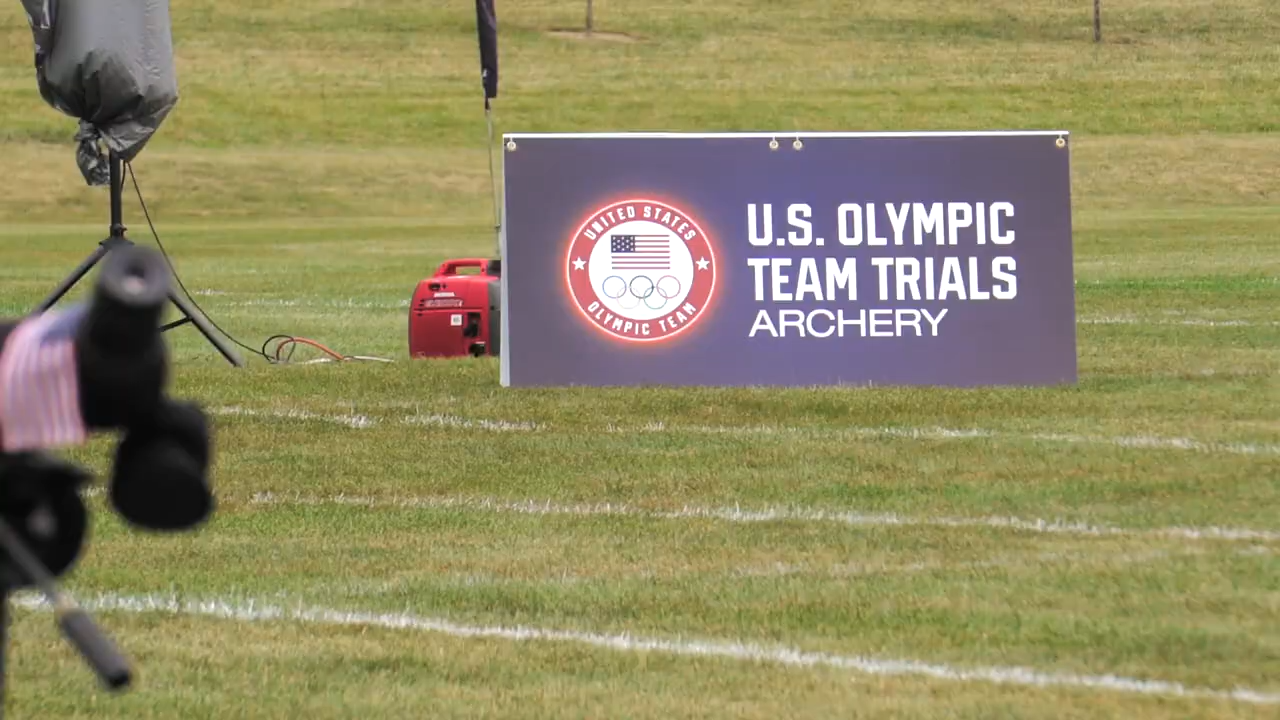 UNITED STATES
OLYMPIC TEAM
U.S. OLYMPIC
TEAM TRIALS
ARCHERY